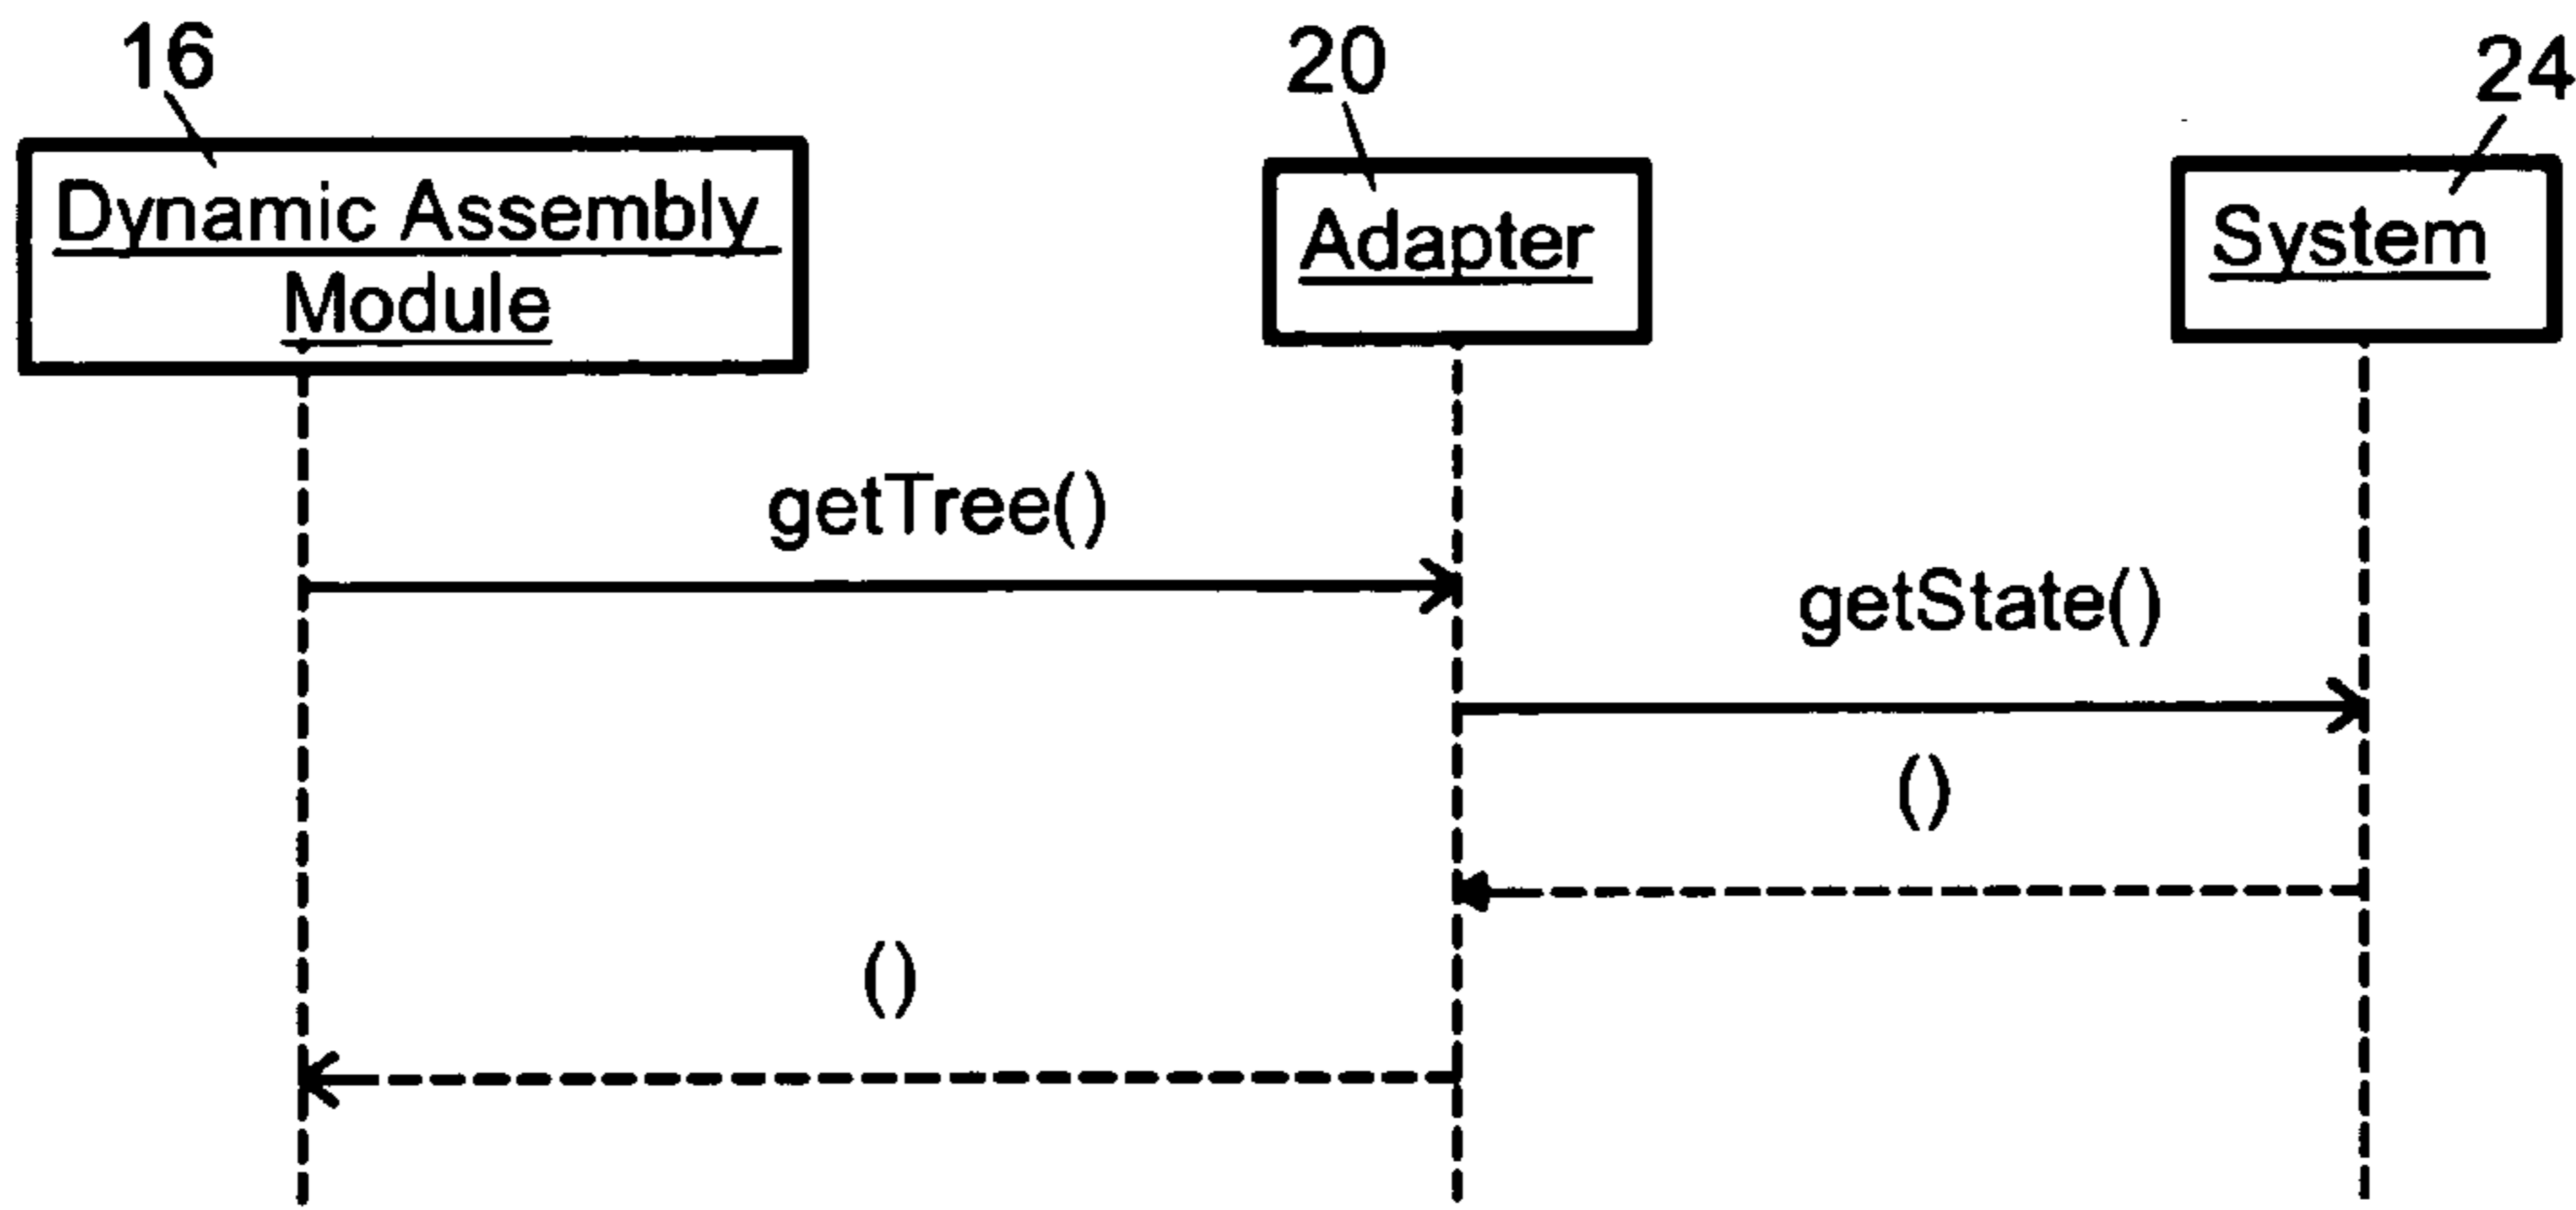 16
20
24
Dynamic Assembly
Module
Adapter
System
getTree()
getState()
()
()